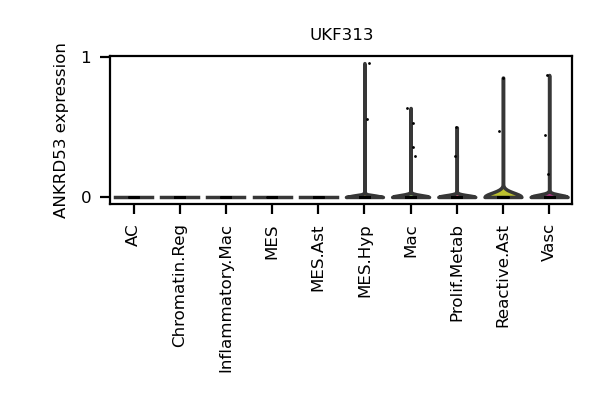 UKF313
ANKRD53 expression
1
0
AC
Chromatin.Reg
Inflammatory.Mac
MES
MES.Ast
MES.Hyp
Mac
Prolif.Metab
Reactive.Ast
Vasc